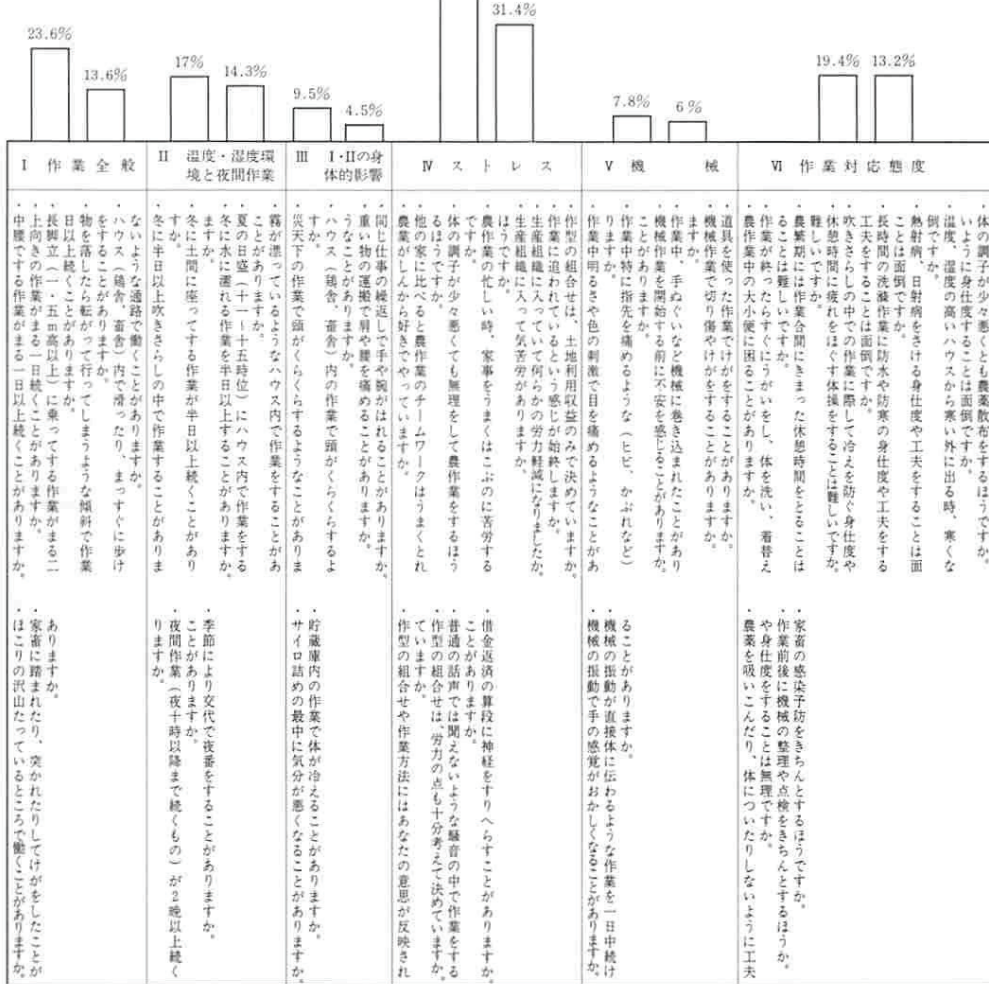 23.6%
13.6%
17%
14.3%
9.5%
4.5%
31.4%
7.8%
6%
19.4%
13.2%
I 作業全般
・中腰でする作業がまる一日以上続くことがありますか。
・上向きの作業がまる一日続くことがありますか。
・長脚立(一・五m高以上)に乗ってする作業がまる二
日以上続くことがありますか。
・物を落したら転がって行ってしまうような傾斜で作業
をすることがありますか。
・ハウス(鶏舎、畜舎)内で滑ったり、まっすぐに歩け
ないような通路で働くことがありますか。
・ほこりの沢山たっているところで働くことがありますか。
・家畜に踏まれたり、突かれたりしてけがをしたことが
ありますか。
II 温度・湿度環
境と夜間作業
・冬に半日以上吹きさらしの中で作業することがありま
すか。
・冬に土間に座ってする作業が半日以上続くことがあり
ますか。
・冬に水に濡れる作業を半日以上することがありますか。
・夏の日盛(十一〜十五時位)にハウス内で作業をする
ことがありますか。
・霧が漂っているようなハウス内で作業をすることがあ
りますか。
・夜間作業(夜十時以降まで続くもの)が2晩以上続く
ことがありますか。
・季節により交代で夜番をすることがありますか。
III I・IIの身
体的影響
・炎天下の作業で頭がくらくらするようなことがありま
すか。
・ハウス(鶏舎、畜舎)内の作業で頭がくらくらするよ
うなことがありますか。
・重い物の運搬で肩や腰を痛めることがありますか。
・同じ仕事の繰返しで手や腕がはれることがありますか。
・サイロ詰めの最中に気分が悪くなることがありますか。
・貯蔵庫内の作業で体が冷えることがありますか。
IV ストレス
・農業がしんから好きでやっていますか。
・他の家に比べると農作業のチームワークはうまくとれ
るほうですか。
・体の調子が少々悪くても無理をして農作業をするほう
ですか。
・農作業の忙しい時、家事をうまくはこぶのに苦労する
ほうですか。
・生産組織に入って気苦労がありますか。
・生産組織に入っていて何らかの労力軽減になりましたか。
・作業に追われているという感じが始終しますか。
・作型の組合せは、土地利用収益のみで決めていますか。
・作型の組合せや作業方法にはあなたの意思が反映され
ていますか。
・作型の組合せは、労力の点も十分考えて決めていますか。
・普通の話声では聞えないような騒音の中で作業をする
ことがありますか。
・借金返済の算段に神経をすりへらすことがありますか。
V 機械
・作業中明るさや色の刺激で目を痛めるようなことがあ
りますか。
・作業中特に指先を痛めるような(ヒビ、かぶれなど)
ことがありますか。
・機械作業を開始する前に不安を感じることがありますか。
・作業中、手ぬぐいなど機械に巻き込まれたことがあり
ますか。
・機械作業で切り傷やけがをすることがありますか。
・道具を使った作業でけがをすることがありますか。
・機械の振動で手の感覚がおかしくなることがありますか。
・機械の振動が直接体に伝わるような作業を一日中続け
ることがありますか。
VI 作業対応態度
・農作業中の大小便に困ることがありますか。
・作業が終ったらすぐにうがいをし、体を洗い、着替え
ることは難しいですか。
・農繁期には作業合間にきまった休憩時間をとることは
難しいですか。
・休憩時間に疲れをほぐす体操をすることは難しいですか。
・吹きさらしの中での作業に際して冷えを防ぐ身仕度や
工夫をすることは面倒ですか。
・長時間の洗滌作業に防水や防寒の身仕度や工夫をする
ことは面倒ですか。
・熱射病、日射病をさける身仕度や工夫をすることは面
倒ですか。
・温度、湿度の高いハウスから寒い外に出る時、寒くな
いように身仕度することは面倒ですか。
・体の調子が少々悪くとも農薬散布をするほうですか。
・農薬を吸いこんだり、体についたりしないように工夫
や身仕度をすることは無理ですか。
・作業前後に機械の整理や点検をきちんとするほうか。
・家畜の感染予防をきちんとするほうですか。